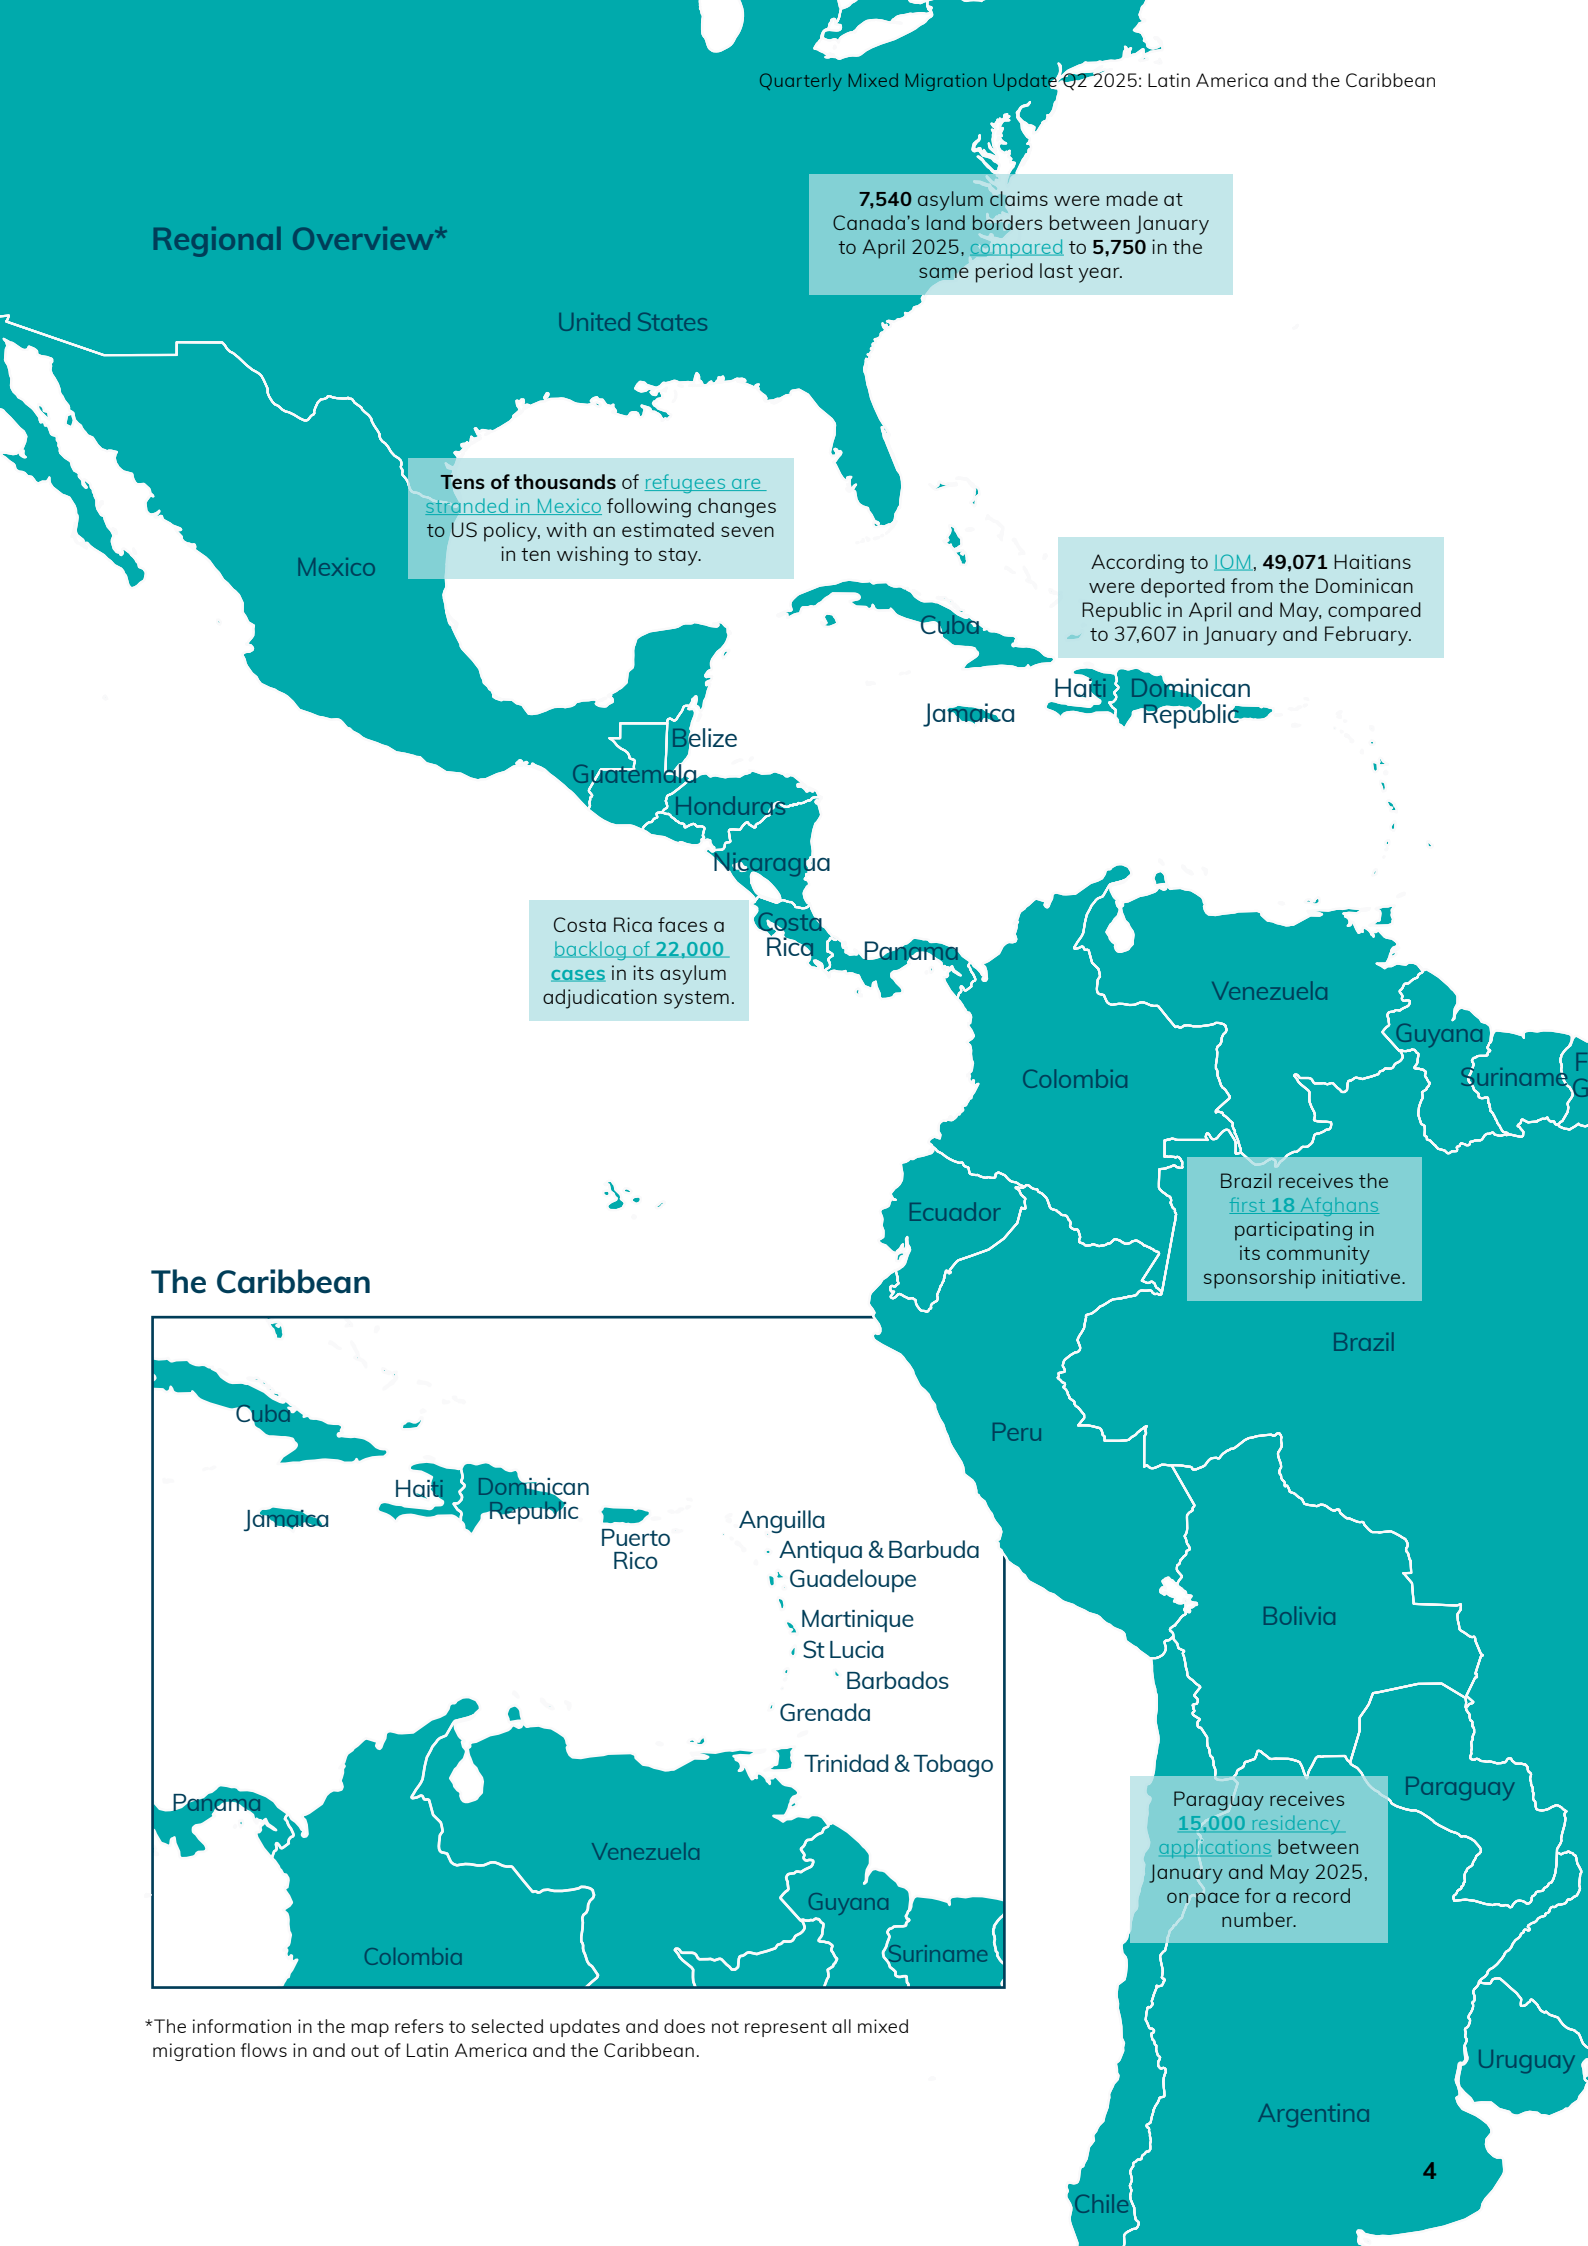 Quarterly Mixed Migration Update Q2 2025: Latin America and the Caribbean
Regional Overview*
7,540 asylum claims were made at
Canada's land borders between January
to April 2025, compared to 5,750 in the
same period last year.
United States
Tens of thousands of refugees are
stranded in Mexico following changes
to US policy, with an estimated seven
in ten wishing to stay.
Mexico
According to IOM, 49,071 Haitians
were deported from the Dominican
Republic in April and May, compared
to 37,607 in January and February.
Cuba
Haiti
Dominican
Republic
Jamaica
Belize
Guatemala
Honduras
Nicaragua
Costa Rica faces a
backlog of 22,000
cases in its asylum
adjudication system.
Costa
Rica
Panama
Venezuela
Guyana
Suriname
F
G
Colombia
Brazil receives the
first 18 Afghans
participating in
its community
sponsorship initiative.
Ecuador
Brazil
Peru
Bolivia
Paraguay
Paraguay receives
15,000 residency
applications between
January and May 2025,
on pace for a record
number.
Uruguay
Argentina
Chile
The Caribbean
Cuba
Haiti
Dominican
Republic
Jamaica
Puerto
Rico
Anguilla
Antiqua & Barbuda
Guadeloupe
Martinique
St Lucia
Barbados
Grenada
Trinidad & Tobago
Panama
Venezuela
Guyana
Colombia
Suriname
*The information in the map refers to selected updates and does not represent all mixed
migration flows in and out of Latin America and the Caribbean.
4